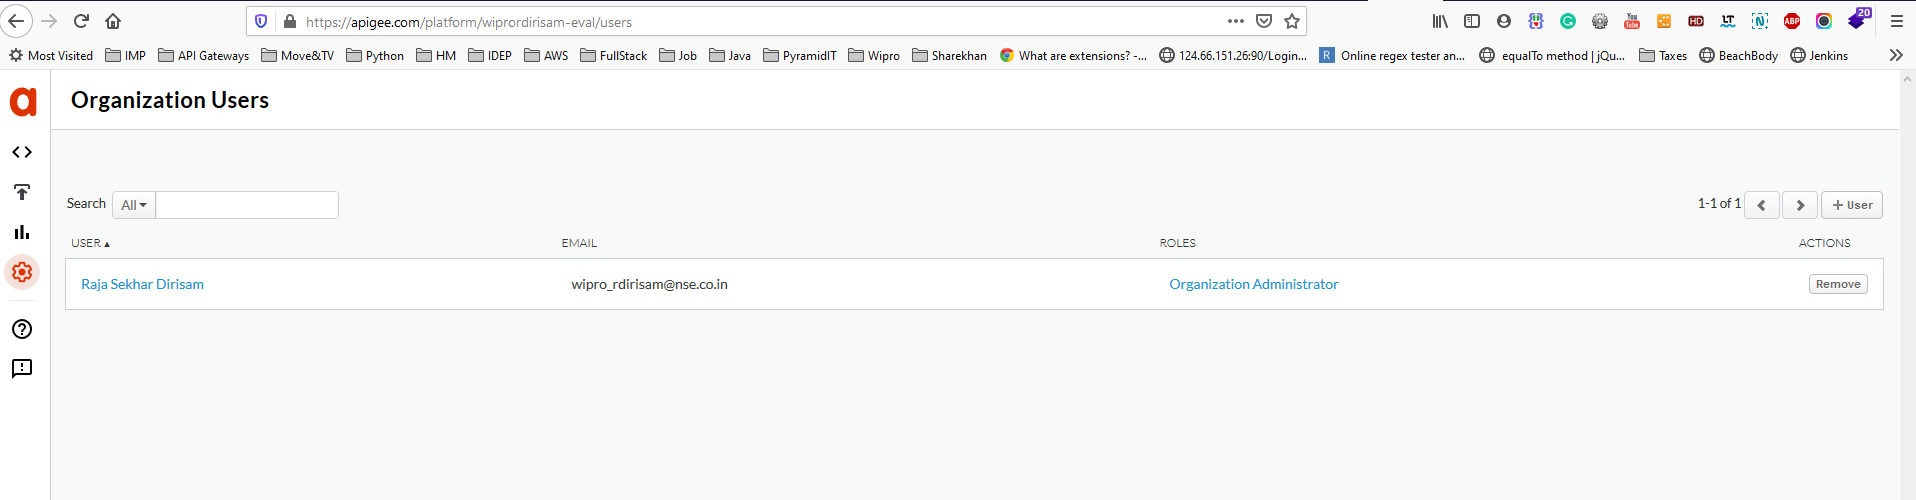 https://apigee.com/platform/wiprordirisam-eval/users
20
Most Visited IMP API Gateways Move&TV Python HM IDEP AWS FullStack Job Java PyramidIT Wipro Sharekhan What are extensions? -... 124.66.151.26:90/Login... R Online regex tester an... equalTo method | jQu... Taxes BeachBody Jenkins
a Organization Users
Search All 1-1 of 1 + User
USER EMAIL ROLES ACTIONS
Raja Sekhar Dirisam wipro_rdirisam@nse.co.in Organization Administrator Remove